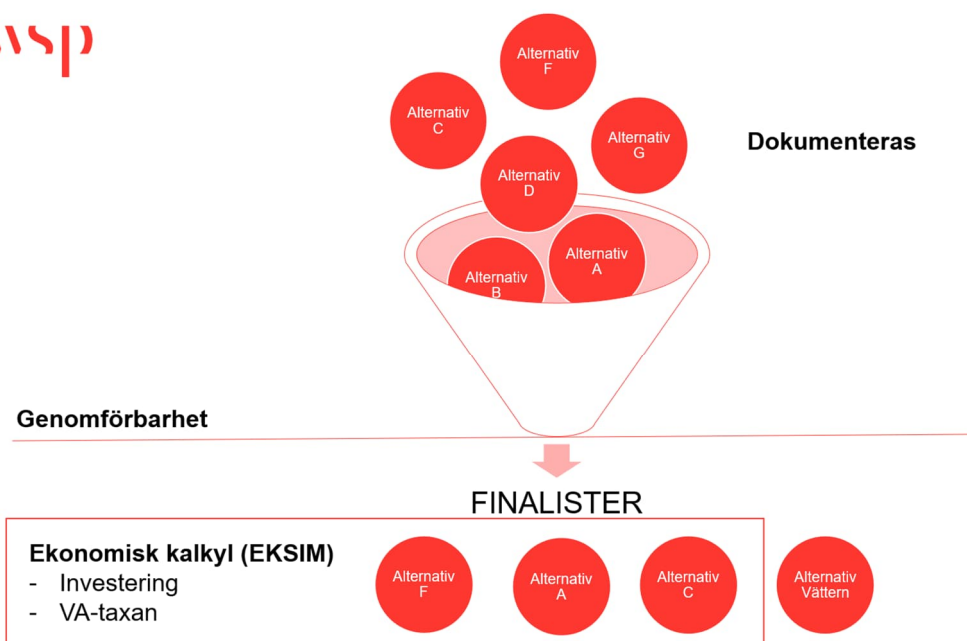 wsp
Alternativ
F
Alternativ
C
Alternativ
G
Dokumenteras
Alternativ
D
Alternativ
A
Alternativ
B
Genomförbarhet
FINALISTER
Ekonomisk kalkyl (EKSIM)
- Investering
- VA-taxan
Alternativ
F
Alternativ
A
Alternativ
C
Alternativ
Vättern